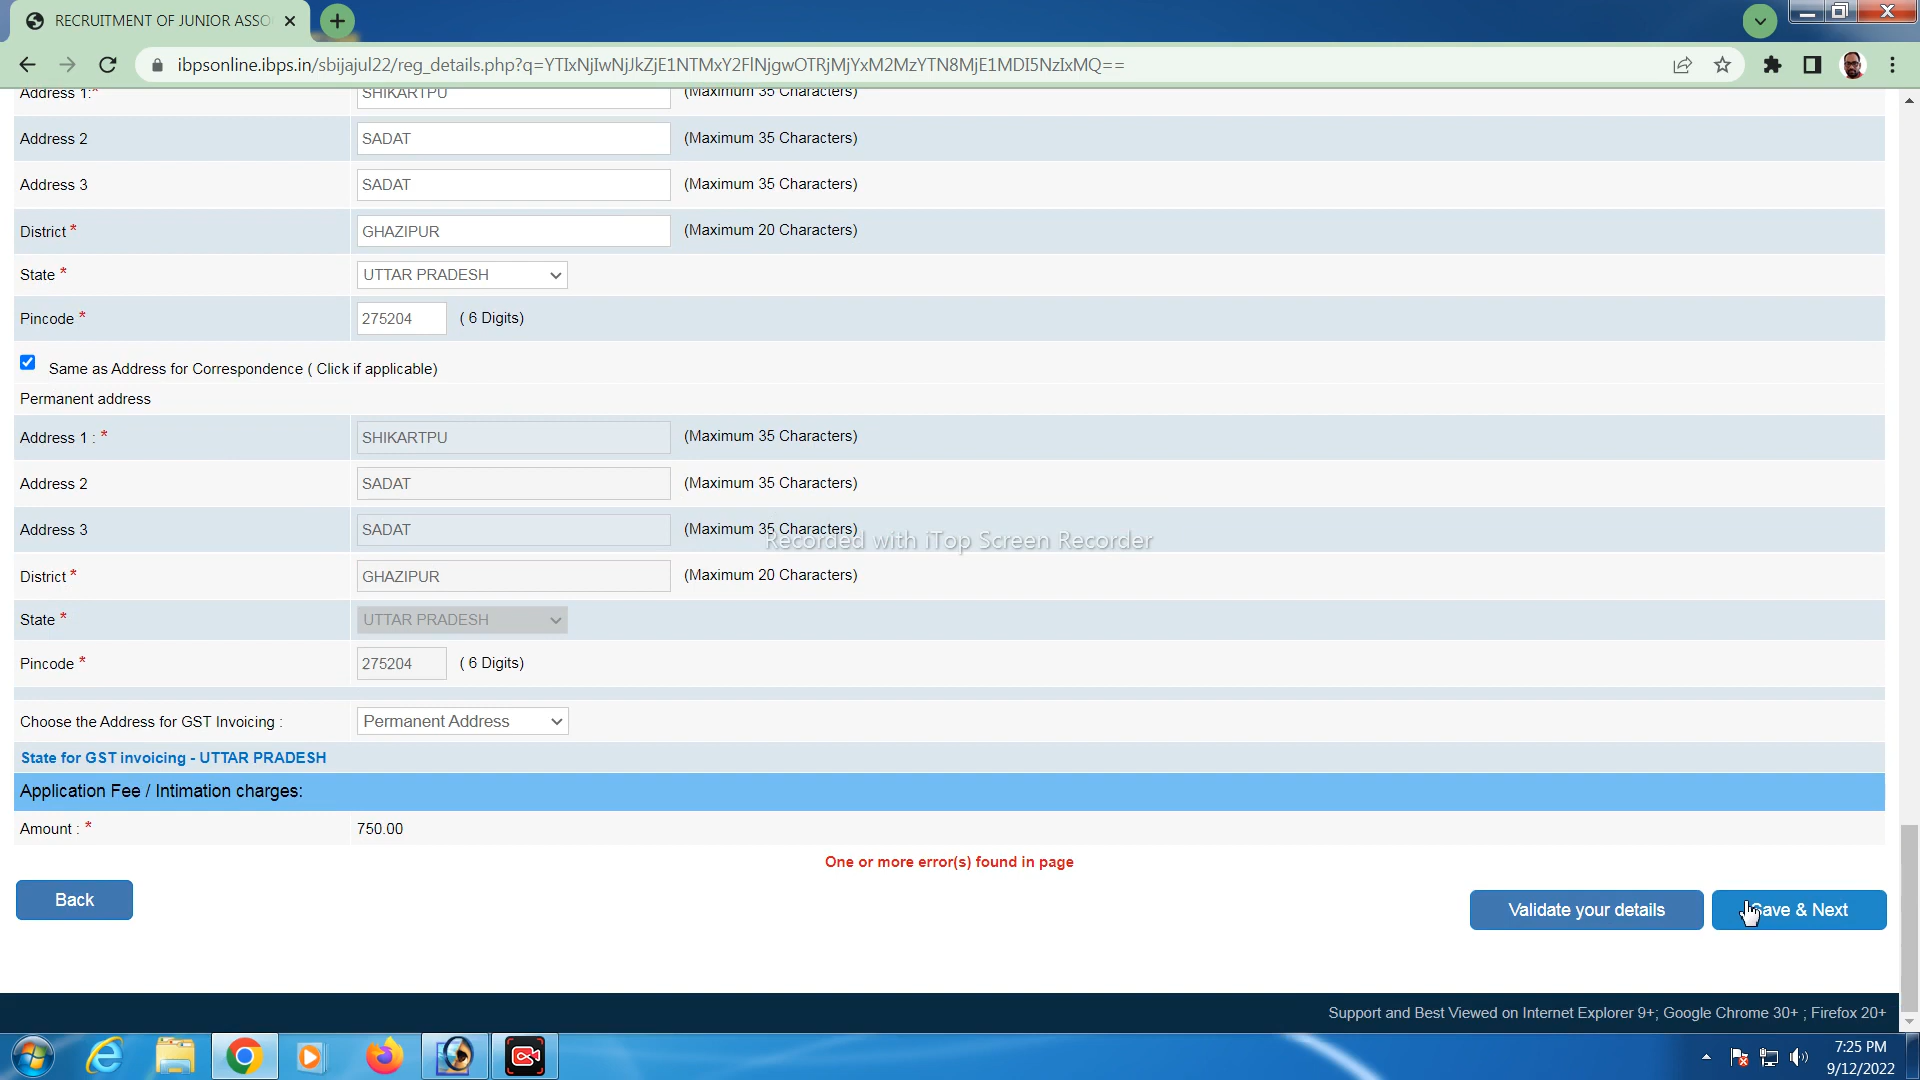 RECRUITMENT OF JUNIOR ASSO
ibpsonline.ibps.in/sbijajul22/reg_details.php?q=YTIxNjIwNjJkZjE1NTMxY2FlNjgwOTRjMjYxM2MzYTN8MjE1MDI5NzIxMQ==
Address 1:* SHIKARTPU (Maximum 35 Characters)
Address 2 SADAT (Maximum 35 Characters)
Address 3 SADAT (Maximum 35 Characters)
District * GHAZIPUR (Maximum 20 Characters)
State * UTTAR PRADESH
Pincode * 275204 ( 6 Digits)
Same as Address for Correspondence ( Click if applicable)
Permanent address
Address 1 : * SHIKARTPU (Maximum 35 Characters)
Address 2 SADAT (Maximum 35 Characters)
Address 3 SADAT (Maximum 35 Characters)
Recorded with iTop Screen Recorder
District * GHAZIPUR (Maximum 20 Characters)
State * UTTAR PRADESH
Pincode * 275204 ( 6 Digits)
Choose the Address for GST Invoicing : Permanent Address
State for GST invoicing - UTTAR PRADESH
Application Fee / Intimation charges:
Amount : * 750.00
One or more error(s) found in page
Back
Validate your details Save & Next
Support and Best Viewed on Internet Explorer 9+; Google Chrome 30+ ; Firefox 20+
7:25 PM
9/12/2022